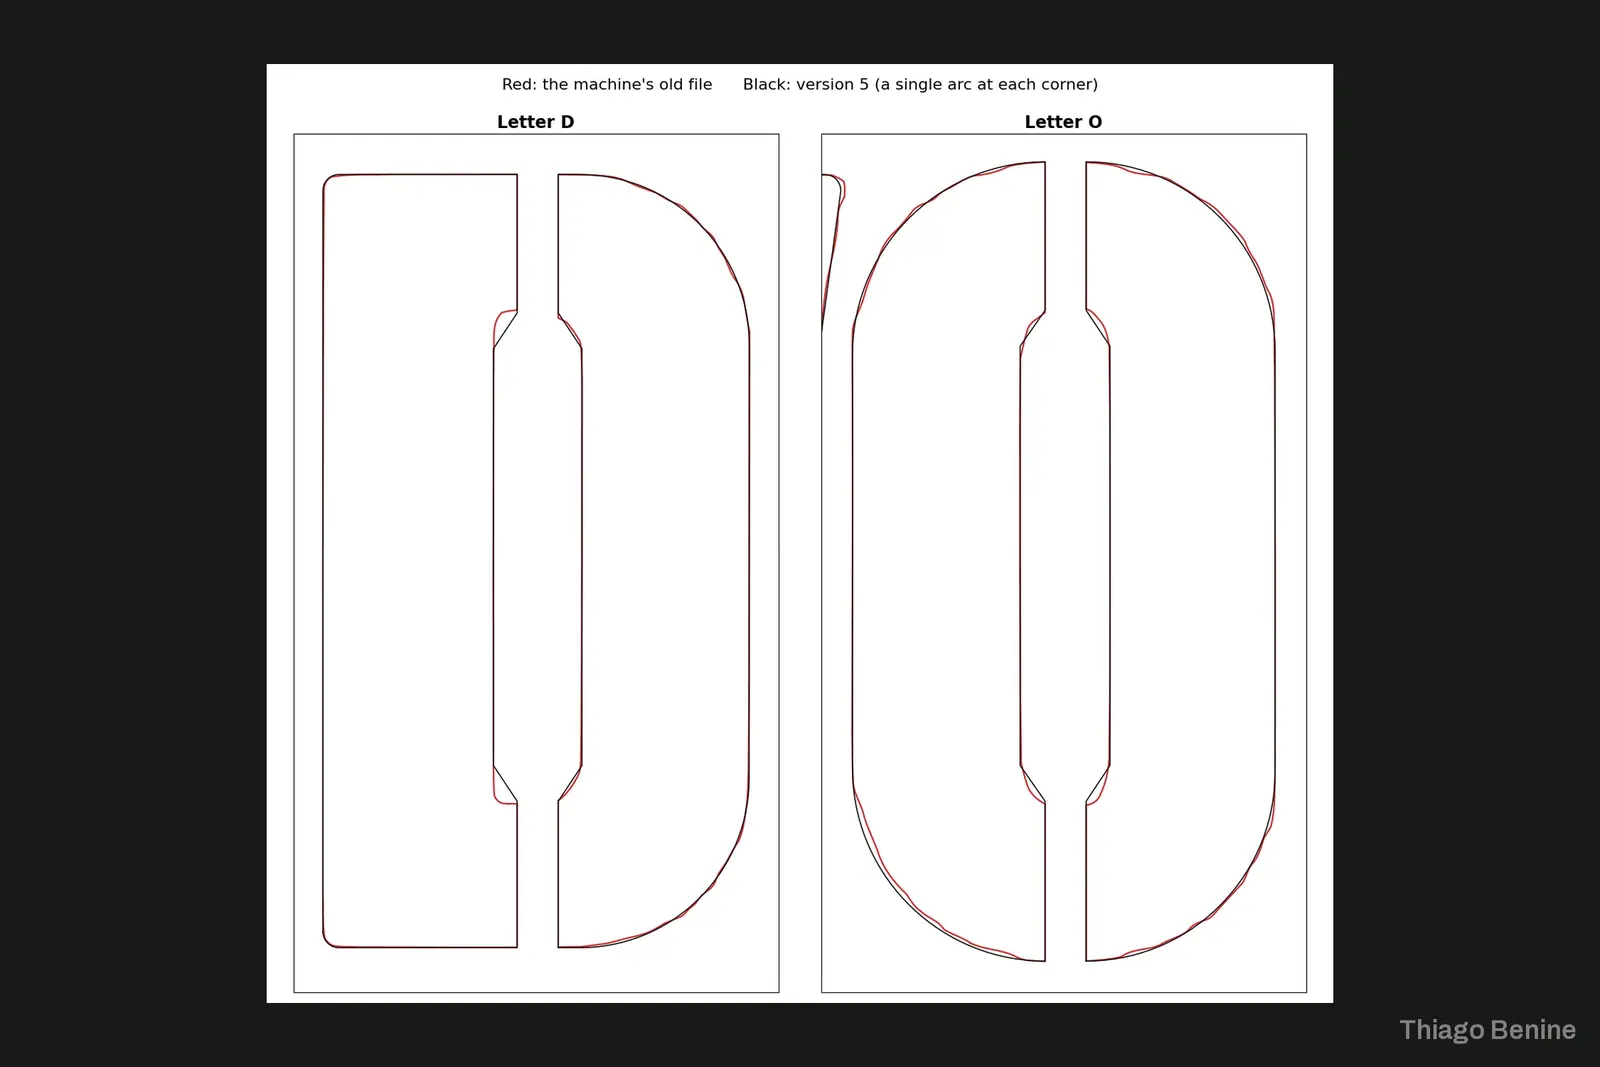 Red: the machine's old file Black: version 5 (a single arc at each corner)
Letter D
Letter O
Thiago Benine